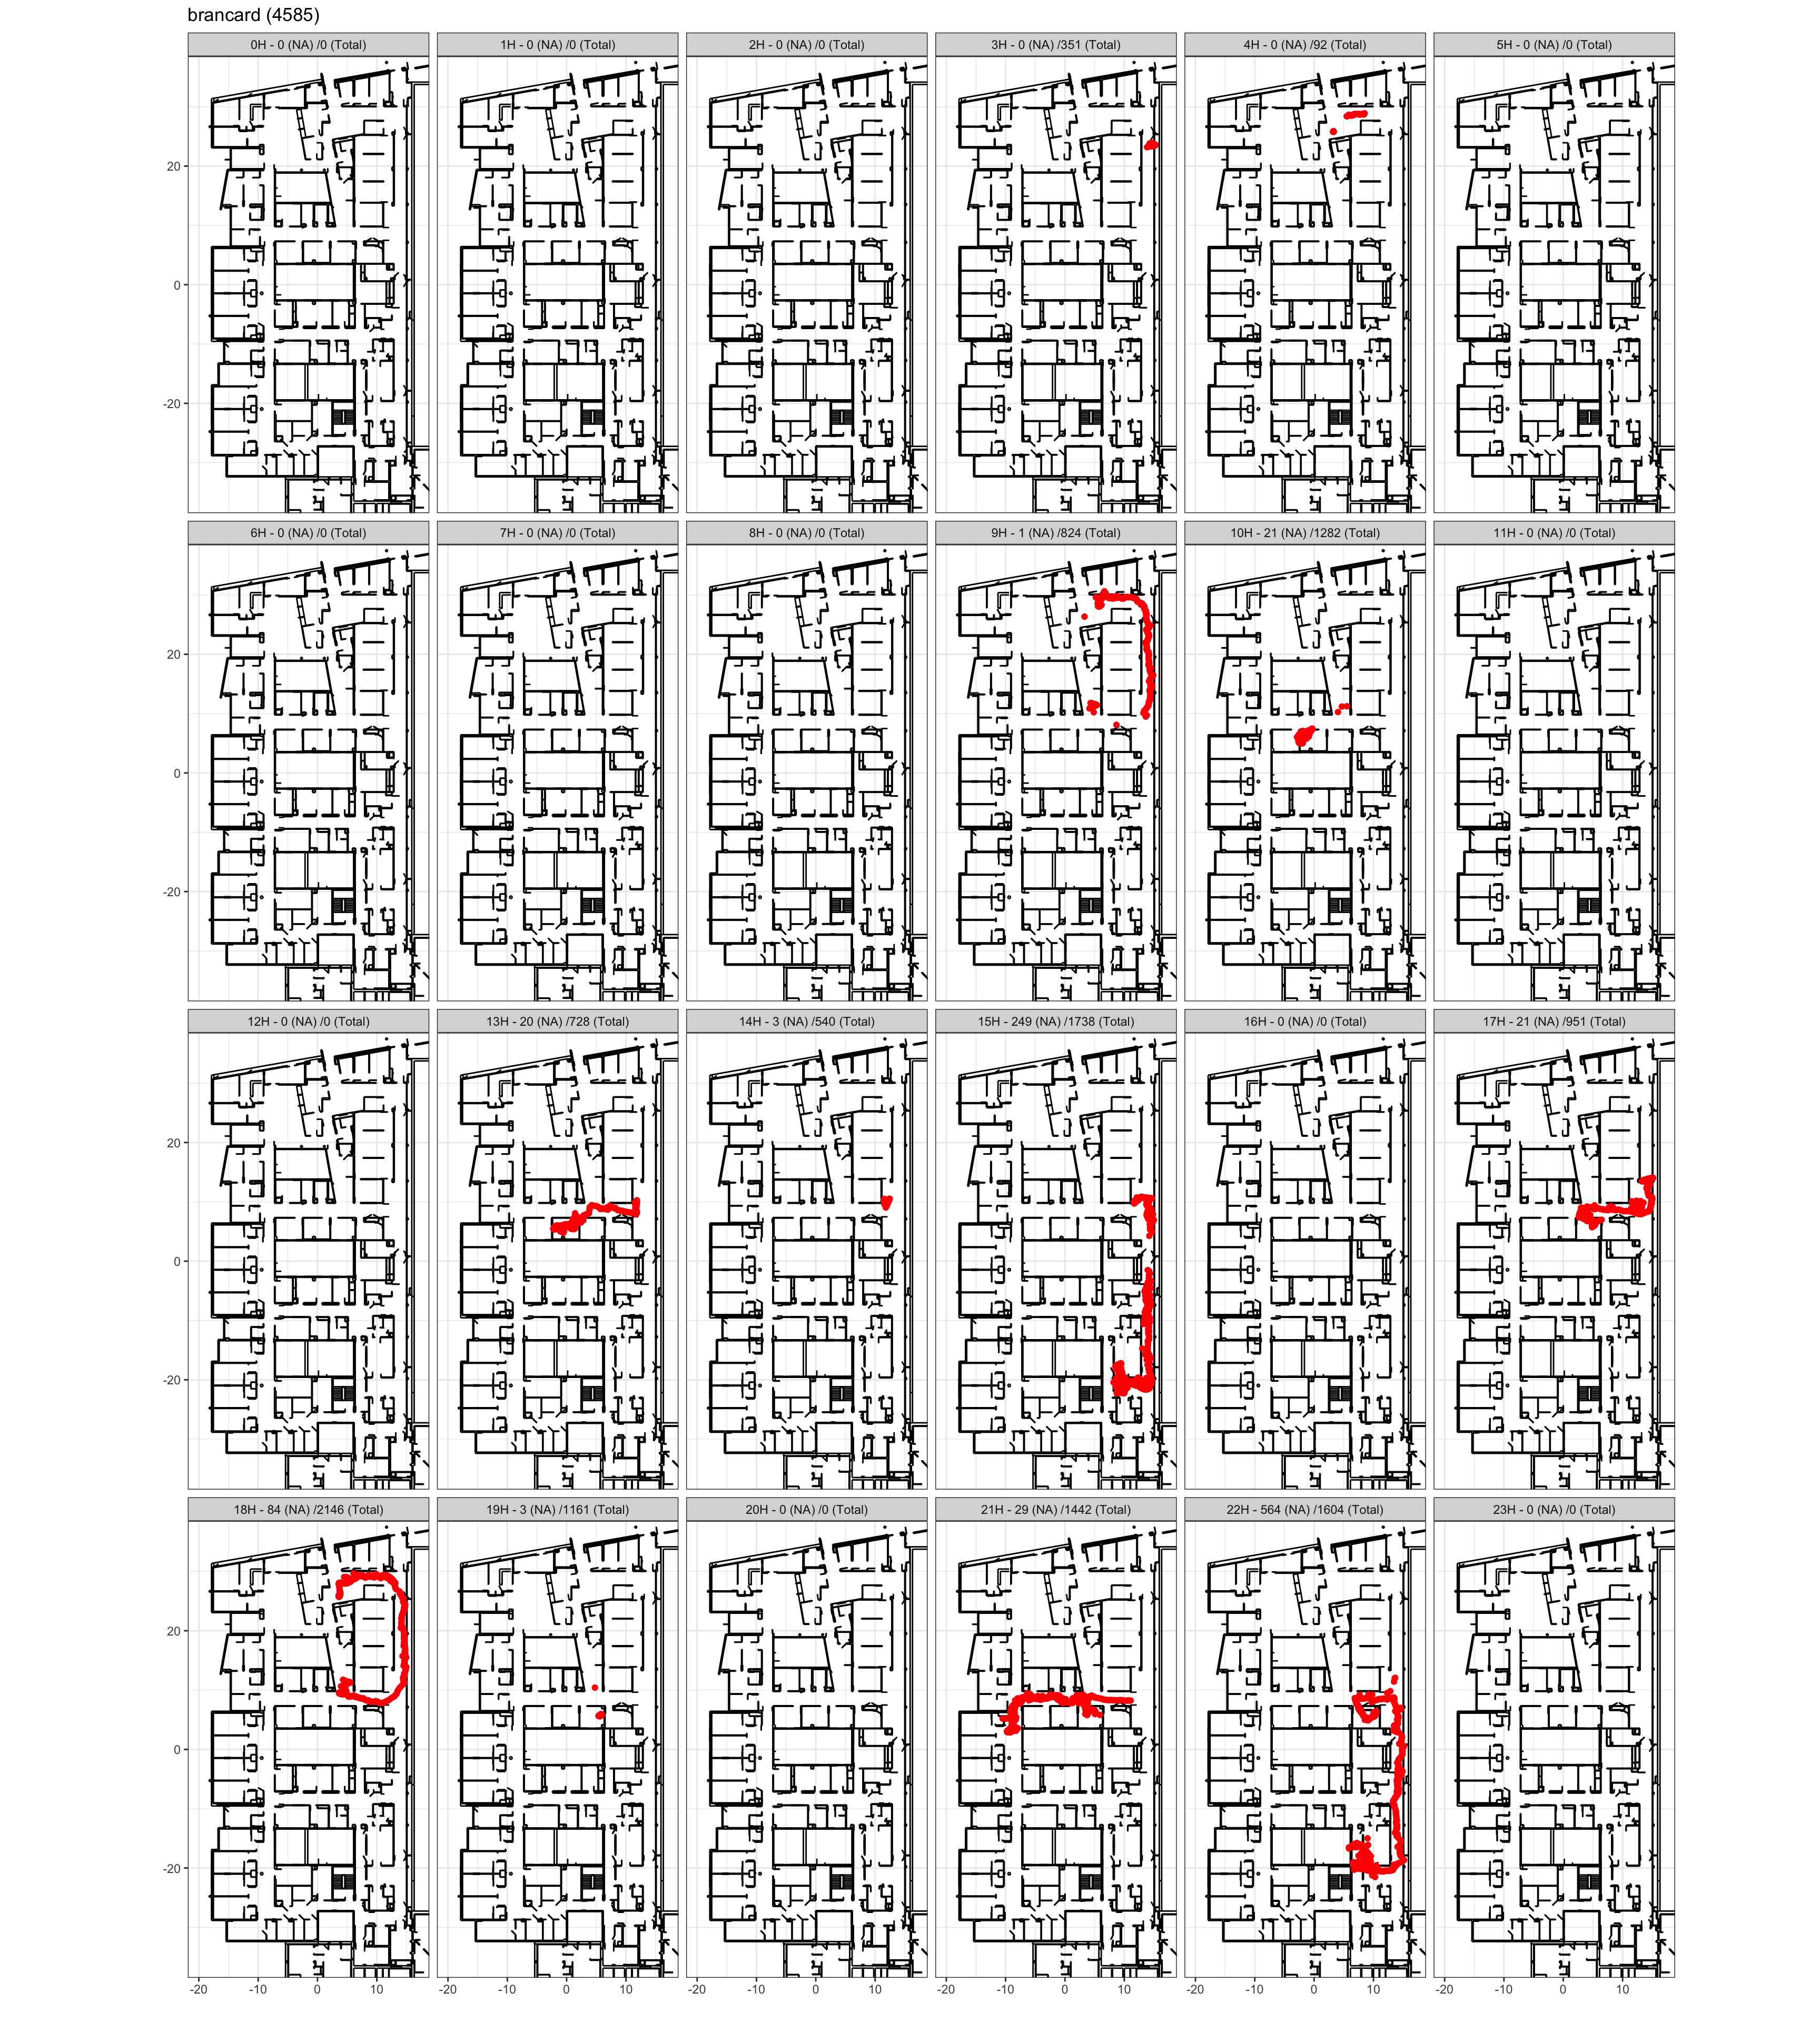 brancard (4585)
0H - 0 (NA) /0 (Total) 1H - 0 (NA) /0 (Total) 2H - 0 (NA) /0 (Total) 3H - 0 (NA) /351 (Total) 4H - 0 (NA) /92 (Total) 5H - 0 (NA) /0 (Total)
20
0
-20
6H - 0 (NA) /0 (Total) 7H - 0 (NA) /0 (Total) 8H - 0 (NA) /0 (Total) 9H - 1 (NA) /824 (Total) 10H - 21 (NA) /1282 (Total) 11H - 0 (NA) /0 (Total)
20
0
-20
12H - 0 (NA) /0 (Total) 13H - 20 (NA) /728 (Total) 14H - 3 (NA) /540 (Total) 15H - 249 (NA) /1738 (Total) 16H - 0 (NA) /0 (Total) 17H - 21 (NA) /951 (Total)
20
0
-20
18H - 84 (NA) /2146 (Total) 19H - 3 (NA) /1161 (Total) 20H - 0 (NA) /0 (Total) 21H - 29 (NA) /1442 (Total) 22H - 564 (NA) /1604 (Total) 23H - 0 (NA) /0 (Total)
20
0
-20
-20 -10 0 10 -20 -10 0 10 -20 -10 0 10 -20 -10 0 10 -20 -10 0 10 -20 -10 0 10